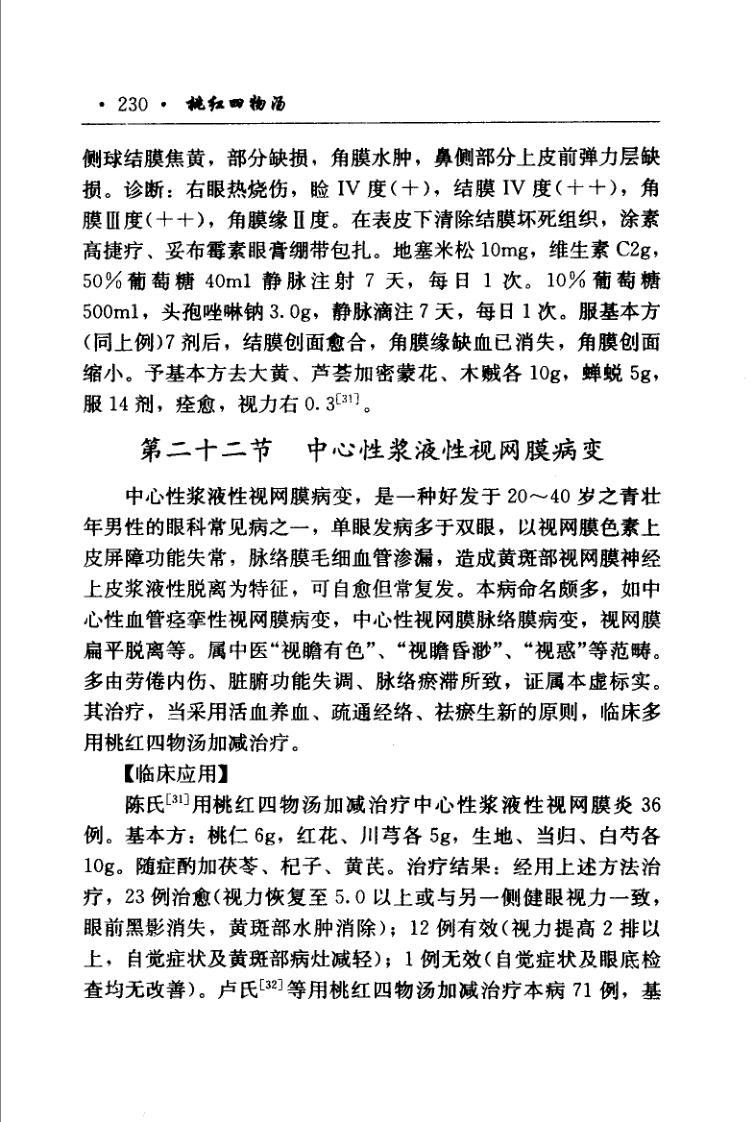 · 230 · 桃红四物汤
侧球结膜焦黄，部分缺损，角膜水肿，鼻侧部分上皮前弹力层缺
损。诊断：右眼热烧伤，睑 IV 度(＋)，结膜 IV 度(＋＋)，角
膜Ⅲ度(＋＋)，角膜缘Ⅱ度。在表皮下清除结膜坏死组织，涂素
高捷疗、妥布霉素眼膏绷带包扎。地塞米松 10mg，维生素 C2g，
50％葡萄糖 40ml 静脉注射 7 天，每日 1 次。10％葡萄糖
500ml，头孢唑啉钠 3.0g，静脉滴注 7 天，每日 1 次。服基本方
(同上例)7 剂后，结膜创面愈合，角膜缘缺血已消失，角膜创面
缩小。予基本方去大黄、芦荟加密蒙花、木贼各 10g，蝉蜕 5g，
服 14 剂，痊愈，视力右 0.3[31]。
第二十二节　中心性浆液性视网膜病变
中心性浆液性视网膜病变，是一种好发于 20～40 岁之青壮
年男性的眼科常见病之一，单眼发病多于双眼，以视网膜色素上
皮屏障功能失常，脉络膜毛细血管渗漏，造成黄斑部视网膜神经
上皮浆液性脱离为特征，可自愈但常复发。本病命名颇多，如中
心性血管痉挛性视网膜病变，中心性视网膜脉络膜病变，视网膜
扁平脱离等。属中医“视瞻有色”、“视瞻昏渺”、“视惑”等范畴。
多由劳倦内伤、脏腑功能失调、脉络瘀滞所致，证属本虚标实。
其治疗，当采用活血养血、疏通经络、祛瘀生新的原则，临床多
用桃红四物汤加减治疗。
【临床应用】
陈氏[31]用桃红四物汤加减治疗中心性浆液性视网膜炎 36
例。基本方：桃仁 6g，红花、川芎各 5g，生地、当归、白芍各
10g。随症酌加茯苓、杞子、黄芪。治疗结果：经用上述方法治
疗，23 例治愈(视力恢复至 5.0 以上或与另一侧健眼视力一致，
眼前黑影消失，黄斑部水肿消除)；12 例有效(视力提高 2 排以
上，自觉症状及黄斑部病灶减轻)；1 例无效(自觉症状及眼底检
查均无改善)。卢氏[32]等用桃红四物汤加减治疗本病 71 例，基